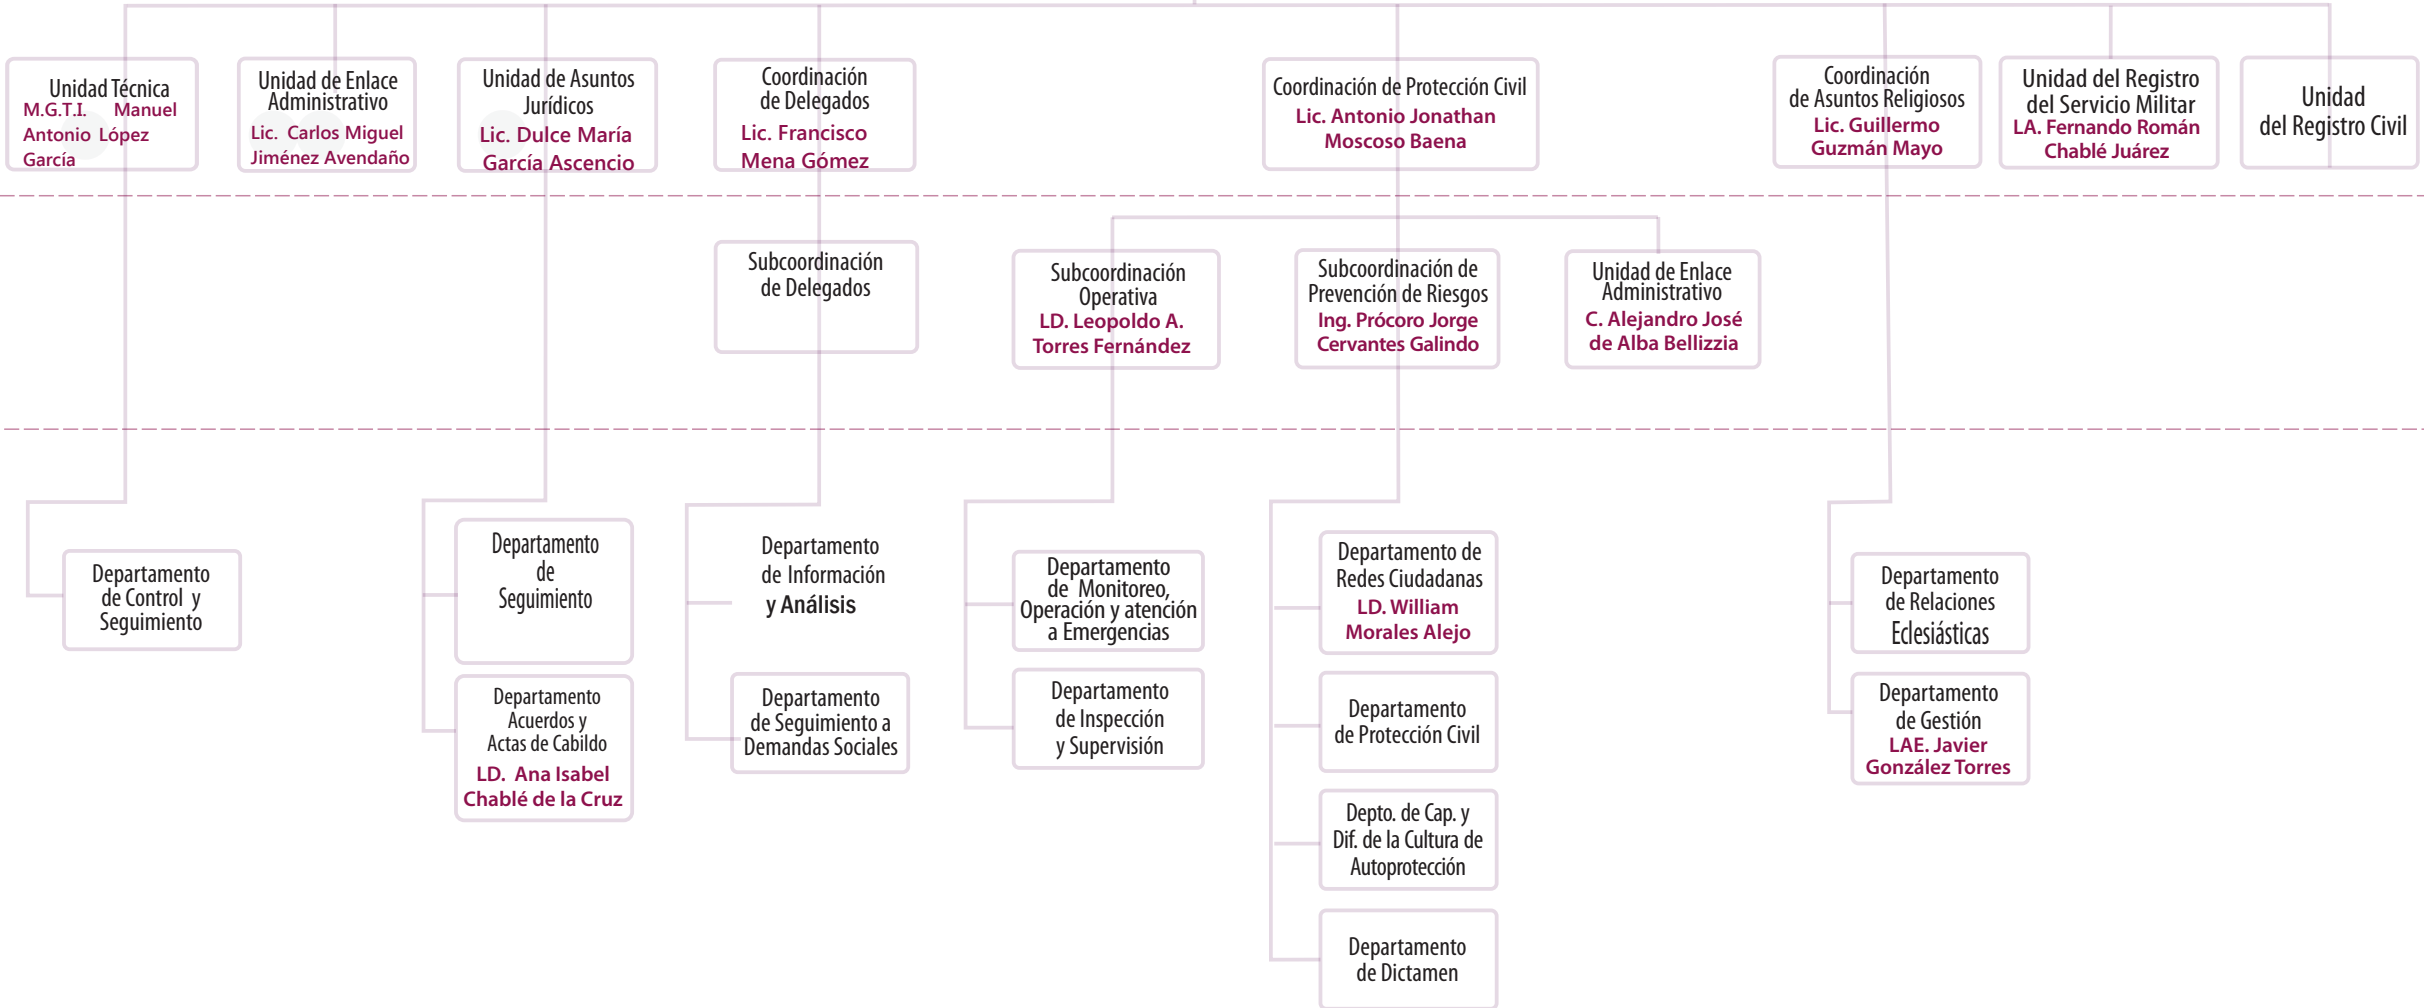 Unidad Técnica
M.G.T.I. Manuel
Antonio López
García
Unidad de Enlace
Administrativo
Lic. Carlos Miguel
Jiménez Avendaño
Unidad de Asuntos
Jurídicos
Lic. Dulce María
García Ascencio
Coordinación
de Delegados
Lic. Francisco
Mena Gómez
Coordinación de Protección Civil
Lic. Antonio Jonathan
Moscoso Baena
Coordinación
de Asuntos Religiosos
Lic. Guillermo
Guzmán Mayo
Unidad del Registro
del Servicio Militar
LA. Fernando Román
Chablé Juárez
Unidad
del Registro Civil
Subcoordinación
de Delegados
Subcoordinación
Operativa
LD. Leopoldo A.
Torres Fernández
Subcoordinación de
Prevención de Riesgos
Ing. Prócoro Jorge
Cervantes Galindo
Unidad de Enlace
Administrativo
C. Alejandro José
de Alba Bellizzia
Departamento
de Control y
Seguimiento
Departamento
de
Seguimiento
Departamento
Acuerdos y
Actas de Cabildo
LD. Ana Isabel
Chablé de la Cruz
Departamento
de Información
y Análisis
Departamento
de Seguimiento a
Demandas Sociales
Departamento
de Monitoreo,
Operación y atención
a Emergencias
Departamento
de Inspección
y Supervisión
Departamento de
Redes Ciudadanas
LD. William
Morales Alejo
Departamento
de Protección Civil
Depto. de Cap. y
Dif. de la Cultura de
Autoprotección
Departamento
de Dictamen
Departamento
de Relaciones
Eclesiásticas
Departamento
de Gestión
LAE. Javier
González Torres